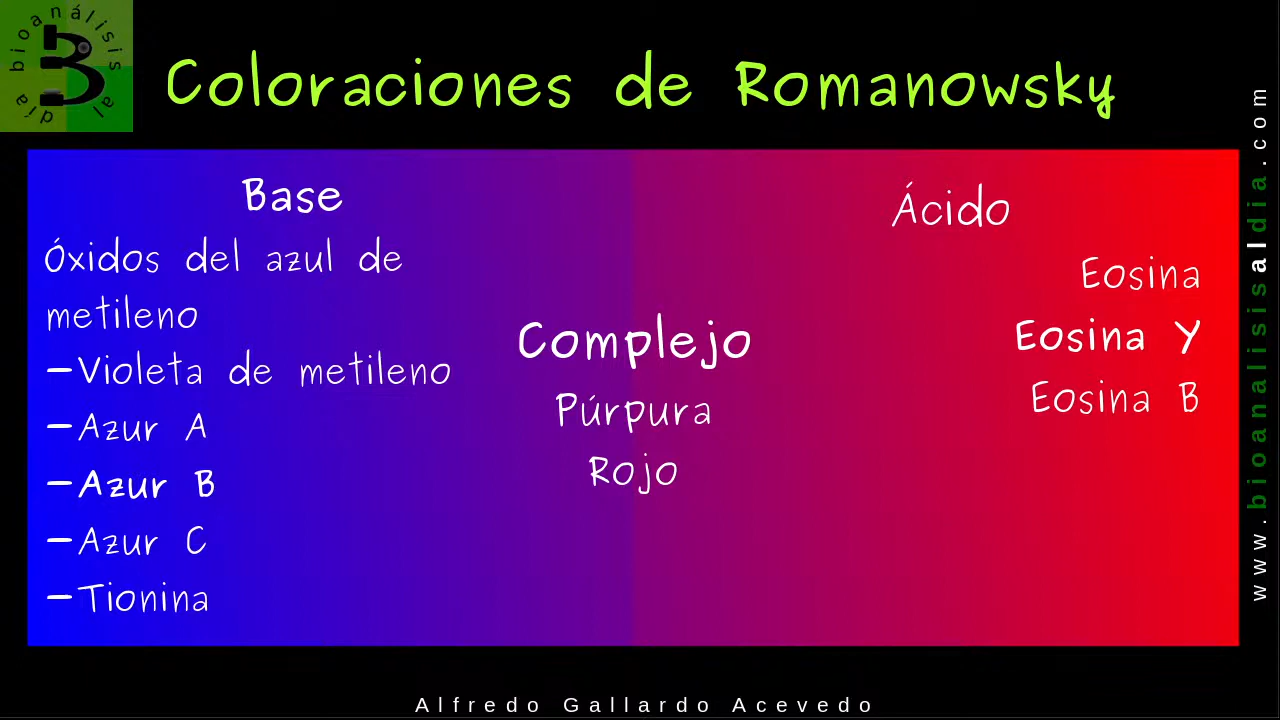 bioanálisis al día
Coloraciones de Romanowsky
Base
Óxidos del azul de
metileno
-Violeta de metileno
-Azur A
-Azur B
-Azur C
-Tionina
Complejo
Púrpura
Rojo
Ácido
Eosina
Eosina Y
Eosina B
www.bioanalisisaldia.com
Alfredo Gallardo Acevedo